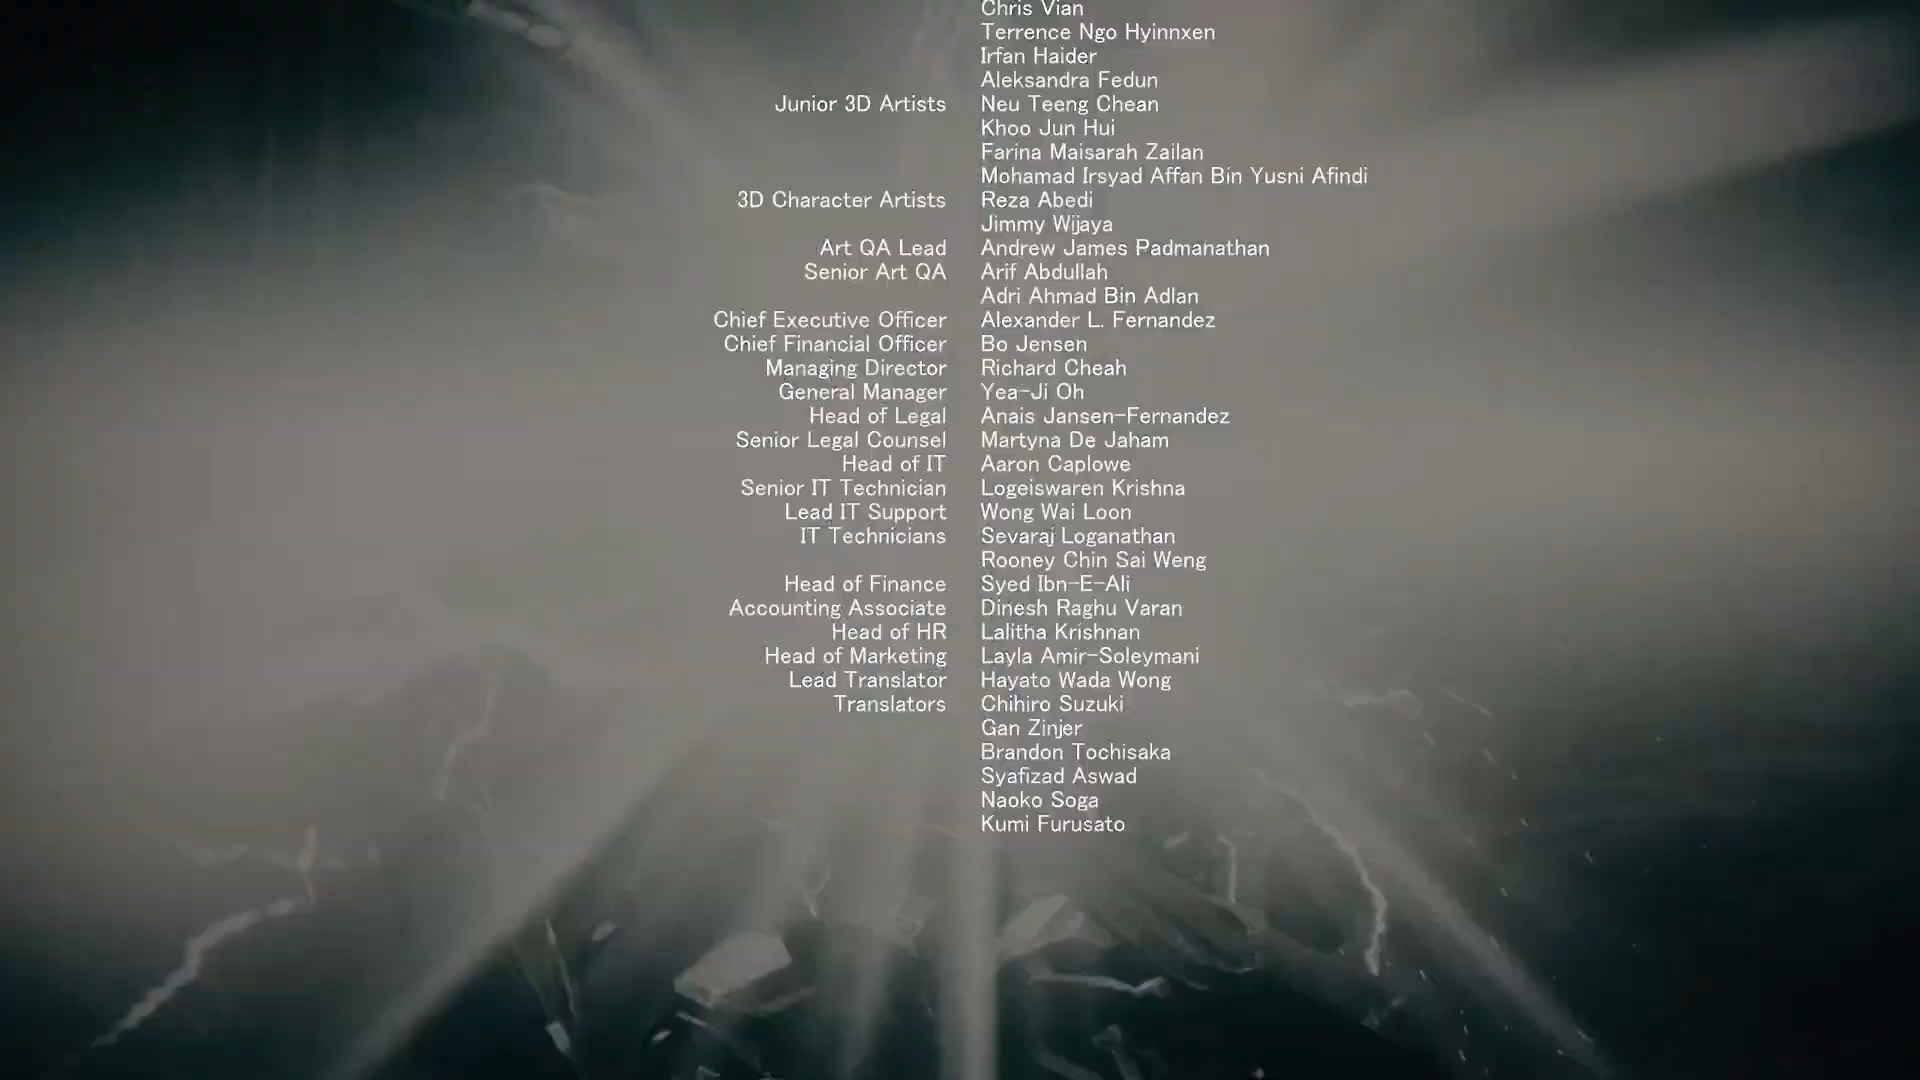 Chris Vian
Terrence Ngo Hyinnxen
Irfan Haider
Aleksandra Fedun
Junior 3D Artists Neu Teeng Chean
Khoo Jun Hui
Farina Maisarah Zailan
Mohamad Irsyad Affan Bin Yusni Afindi
3D Character Artists Reza Abedi
Jimmy Wijaya
Art QA Lead Andrew James Padmanathan
Senior Art QA Arif Abdullah
Adri Ahmad Bin Adlan
Chief Executive Officer Alexander L. Fernandez
Chief Financial Officer Bo Jensen
Managing Director Richard Cheah
General Manager Yea-Ji Oh
Head of Legal Anais Jansen-Fernandez
Senior Legal Counsel Martyna De Jaham
Head of IT Aaron Caplowe
Senior IT Technician Logeiswaren Krishna
Lead IT Support Wong Wai Loon
IT Technicians Sevaraj Loganathan
Rooney Chin Sai Weng
Head of Finance Syed Ibn-E-Ali
Accounting Associate Dinesh Raghu Varan
Head of HR Lalitha Krishnan
Head of Marketing Layla Amir-Soleymani
Lead Translator Hayato Wada Wong
Translators Chihiro Suzuki
Gan Zinjer
Brandon Tochisaka
Syafizad Aswad
Naoko Soga
Kumi Furusato